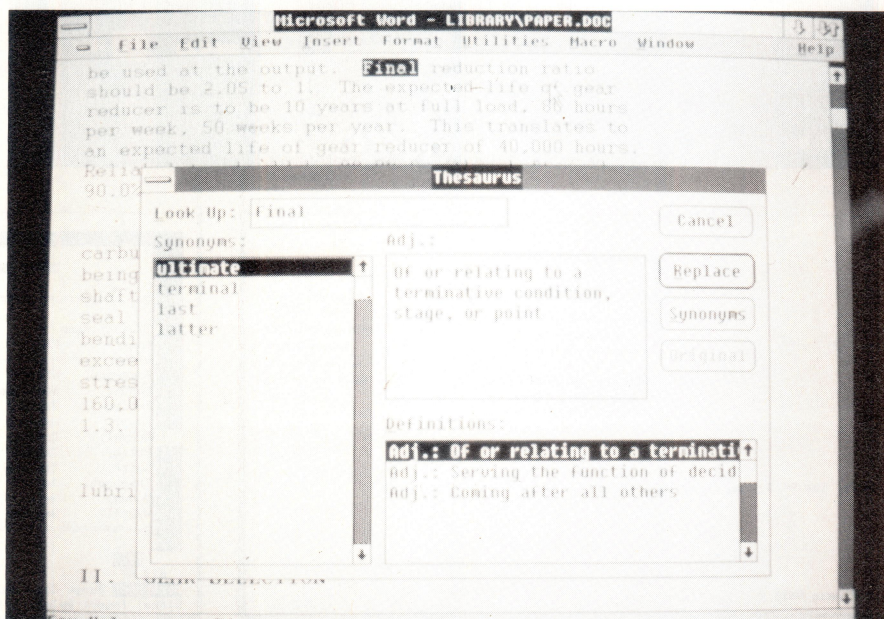 Microsoft Word - LIBRARY\PAPER.DOC
File Edit View Insert Format Utilities Macro Window Help
be used at the output. Final reduction ratio
should be 2.05 to 1. The expected life of gear
reducer is to be 10 years at full load, hours
per week, 50 weeks per year. This translates to
an expected life of gear reducer of 40,000 hours.
90.0%
Thesaurus
Look Up: Final
Cancel
Synonyms:
Adj.:
carbu
being
shaft
seal
bendi
excee
stres
160,0
1.3.
lubri
ultimate
terminal
last
latter
Of or relating to a
terminative condition,
stage, or point
Replace
Synonyms
Original
Definitions:
Adj.: Of or relating to a terminati
Adj.: Serving the function of decid
Adj.: Coming after all others
II. GEAR SELECTION